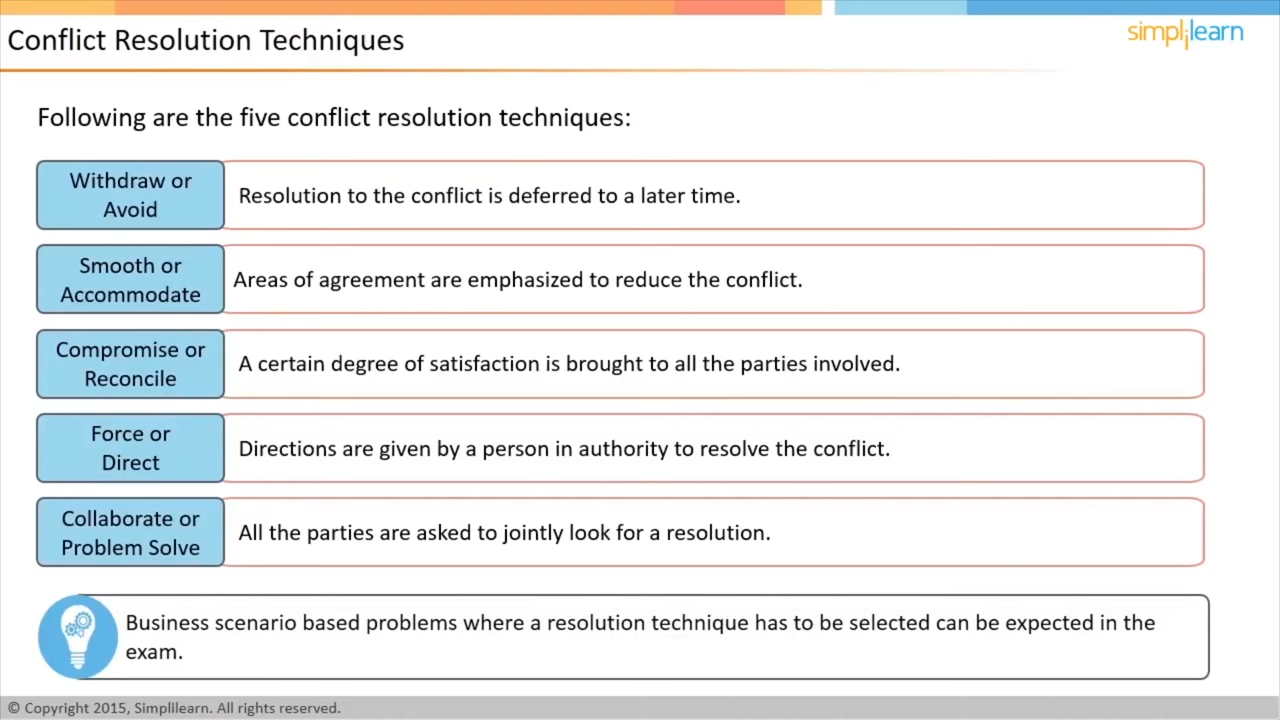 Conflict Resolution Techniques
simplilearn
Following are the five conflict resolution techniques:
Withdraw or
Avoid
Resolution to the conflict is deferred to a later time.
Smooth or
Accommodate
Areas of agreement are emphasized to reduce the conflict.
Compromise or
Reconcile
A certain degree of satisfaction is brought to all the parties involved.
Force or
Direct
Directions are given by a person in authority to resolve the conflict.
Collaborate or
Problem Solve
All the parties are asked to jointly look for a resolution.
Business scenario based problems where a resolution technique has to be selected can be expected in the
exam.
© Copyright 2015, Simplilearn. All rights reserved.